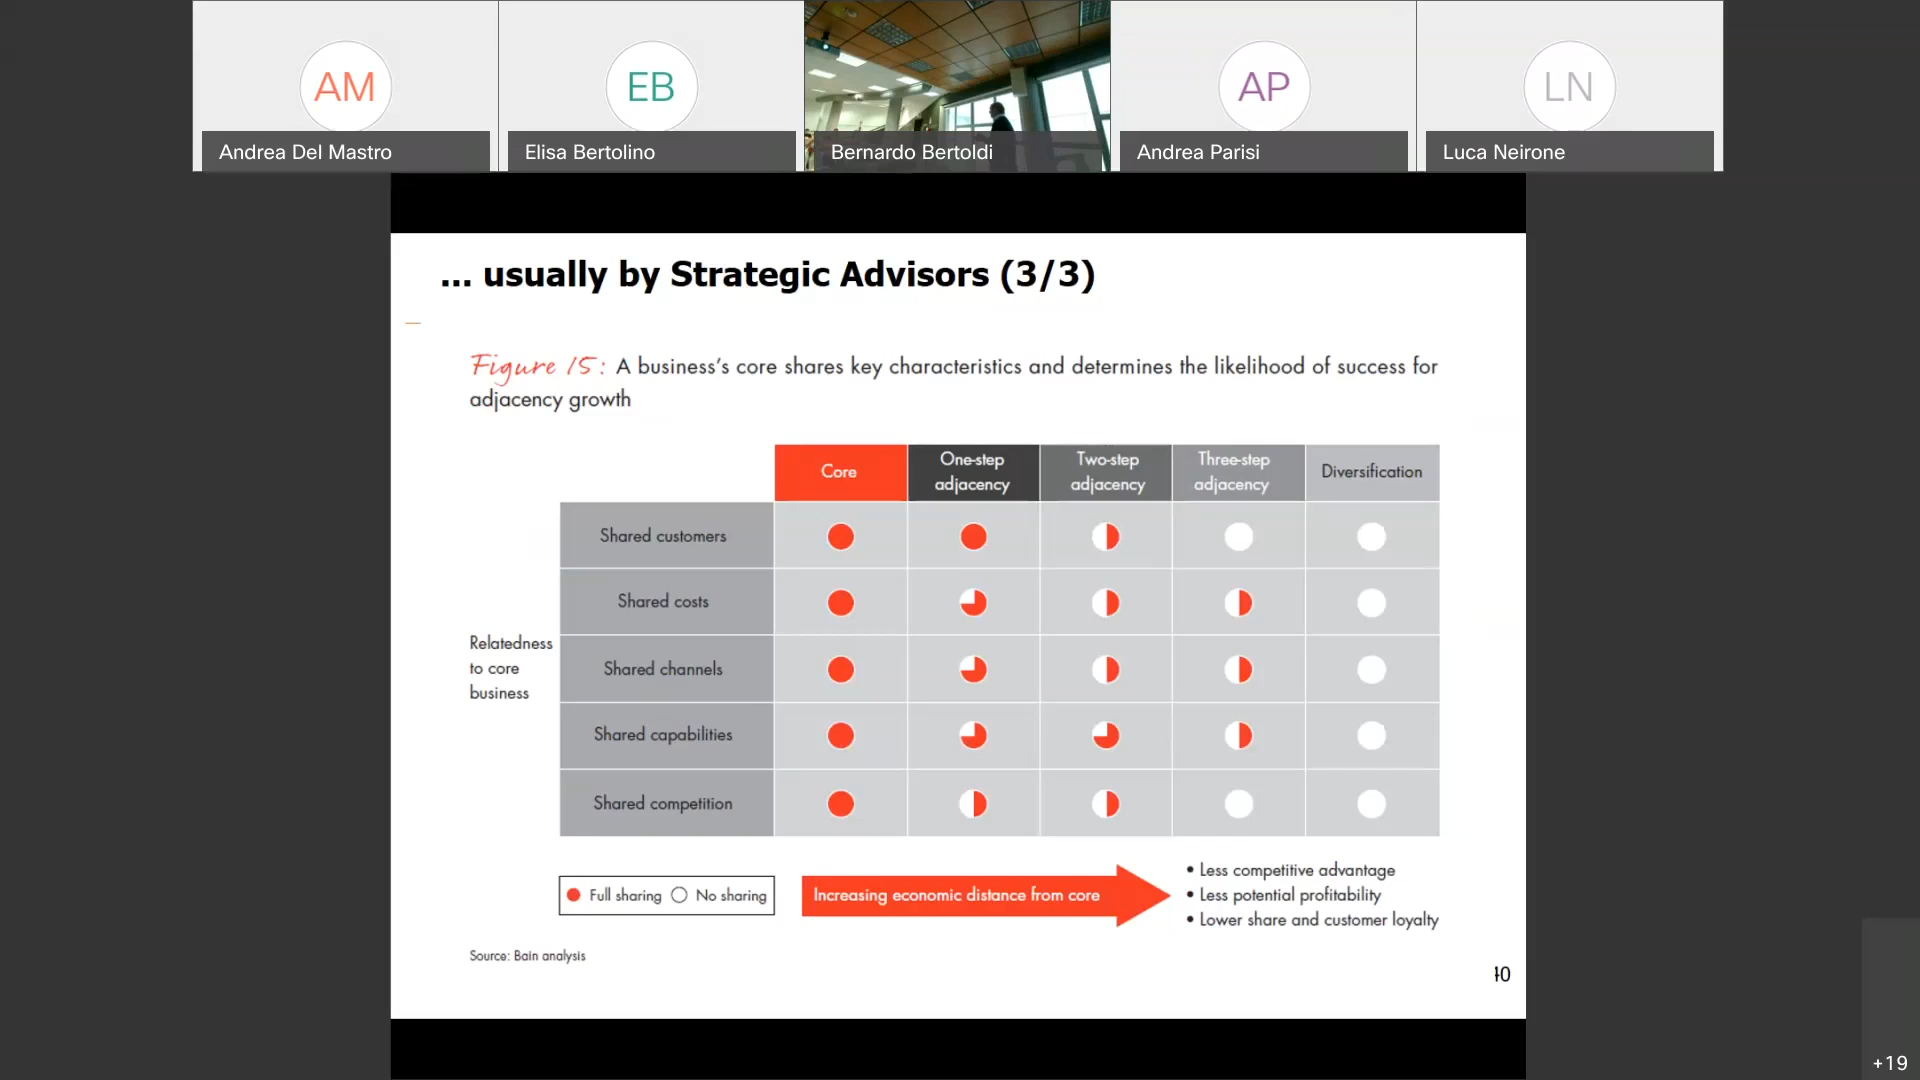 AM
EB
AP
LN
Andrea Del Mastro
Elisa Bertolino
Bernardo Bertoldi
Andrea Parisi
Luca Neirone
... usually by Strategic Advisors (3/3)
Figure 15: A business's core shares key characteristics and determines the likelihood of success for
adjacency growth
Core
One-step
adjacency
Two-step
adjacency
Three-step
adjacency
Diversification
Relatedness
to core
business
Shared customers
Shared costs
Shared channels
Shared capabilities
Shared competition
Full sharing
No sharing
Increasing economic distance from core
• Less competitive advantage
• Less potential profitability
• Lower share and customer loyalty
Source: Bain analysis
+19